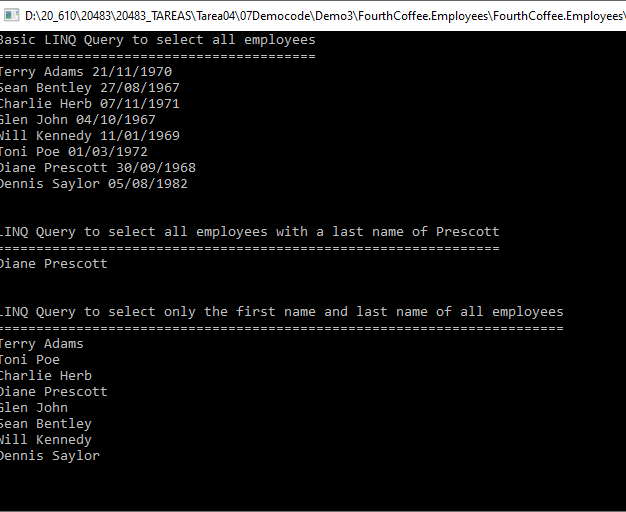 D:\20_610\20483\20483_TAREAS\Tarea04\07Democode\Demo3\FourthCoffee.Employees\FourthCoffee.Employees\
Basic LINQ Query to select all employees
========================================
Terry Adams 21/11/1970
Sean Bentley 27/08/1967
Charlie Herb 07/11/1971
Glen John 04/10/1967
Will Kennedy 11/01/1969
Toni Poe 01/03/1972
Diane Prescott 30/09/1968
Dennis Saylor 05/08/1982
LINQ Query to select all employees with a last name of Prescott
===============================================================
Diane Prescott
LINQ Query to select only the first name and last name of all employees
=======================================================================
Terry Adams
Toni Poe
Charlie Herb
Diane Prescott
Glen John
Sean Bentley
Will Kennedy
Dennis Saylor